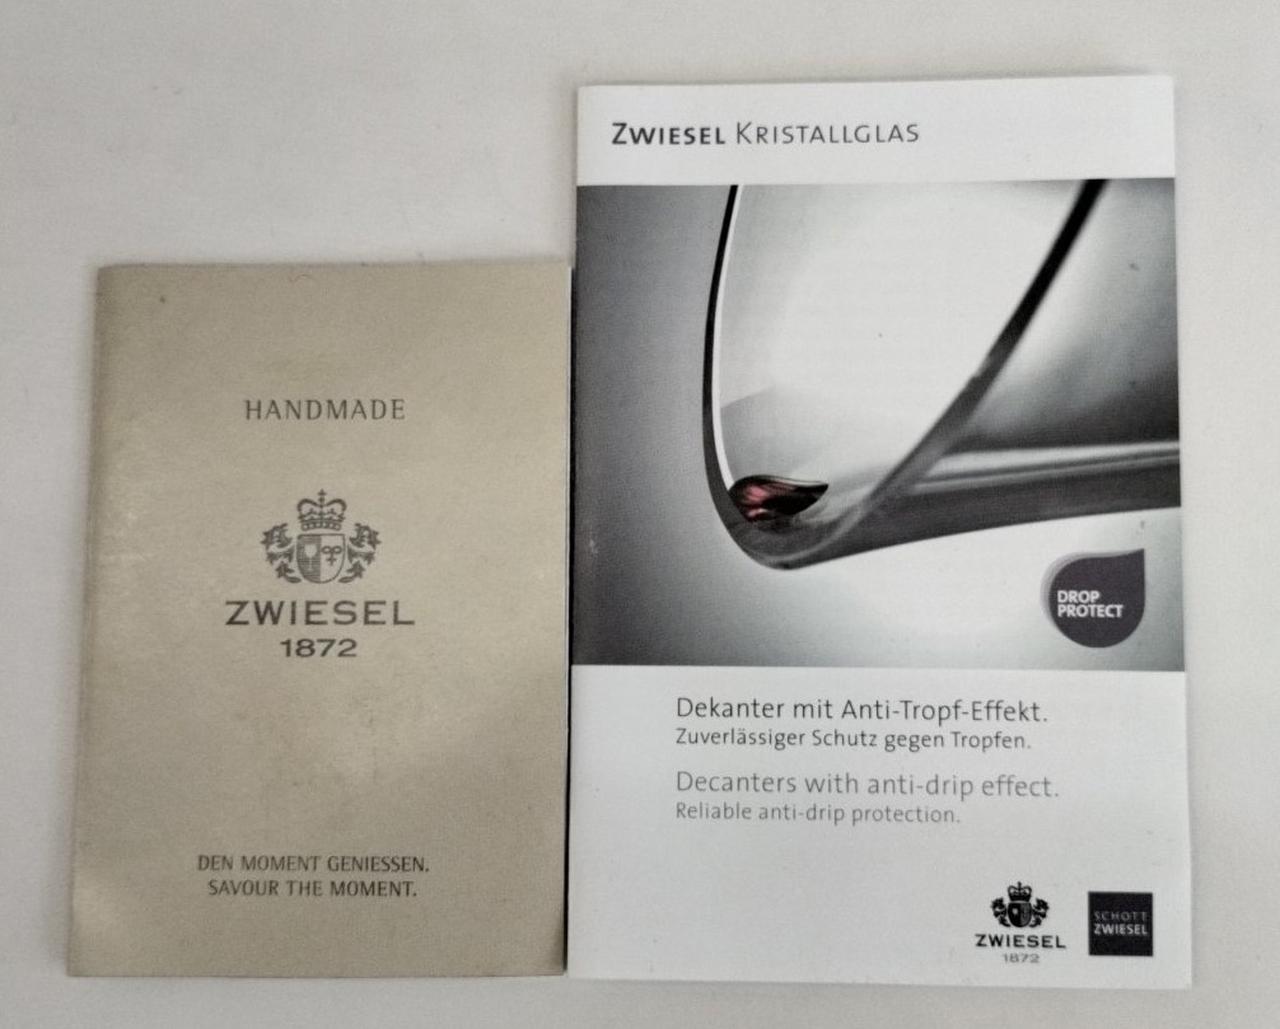 HANDMADE
ZWIESEL
1872
DEN MOMENT GENIESSEN.
SAVOUR THE MOMENT.
ZWIESEL KRISTALLGLAS
DROP
PROTECT
Dekanter mit Anti-Tropf-Effekt.
Zuverlässiger Schutz gegen Tropfen.
Decanters with anti-drip effect.
Reliable anti-drip protection.
ZWIESEL
1872
SCHOTT
ZWIESEL